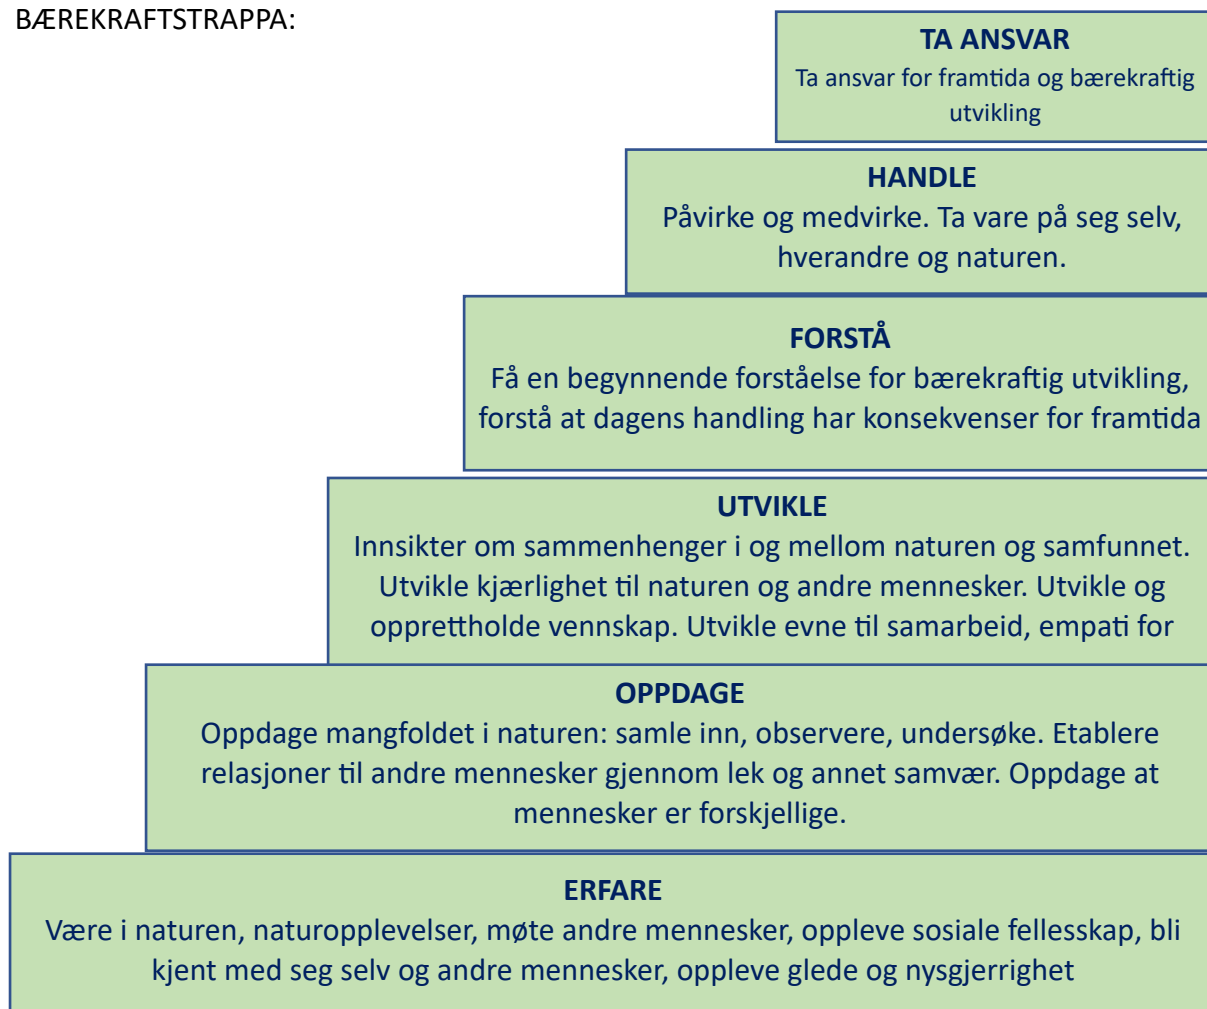 BÆREKRAFTSTRAPPA:
TA ANSVAR
Ta ansvar for framtida og bærekraftig
utvikling
HANDLE
Påvirke og medvirke. Ta vare på seg selv,
hverandre og naturen.
FORSTÅ
Få en begynnende forståelse for bærekraftig utvikling,
forstå at dagens handling har konsekvenser for framtida
UTVIKLE
Innsikter om sammenhenger i og mellom naturen og samfunnet.
Utvikle kjærlighet til naturen og andre mennesker. Utvikle og
opprettholde vennskap. Utvikle evne til samarbeid, empati for
OPPDAGE
Oppdage mangfoldet i naturen: samle inn, observere, undersøke. Etablere
relasjoner til andre mennesker gjennom lek og annet samvær. Oppdage at
mennesker er forskjellige.
ERFARE
Være i naturen, naturopplevelser, møte andre mennesker, oppleve sosiale fellesskap, bli
kjent med seg selv og andre mennesker, oppleve glede og nysgjerrighet